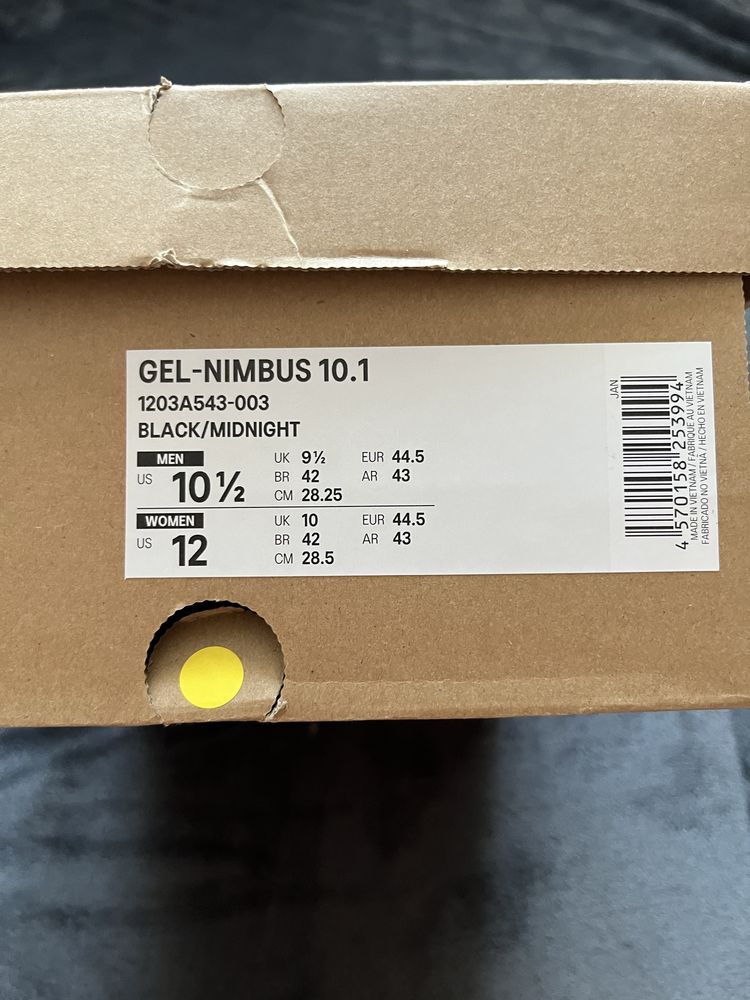 GEL-NIMBUS 10.1
1203A543-003
BLACK/MIDNIGHT
MEN
US 10½
UK 9½ EUR 44.5
BR 42 AR 43
CM 28.25
WOMEN
US 12
UK 10 EUR 44.5
BR 42 AR 43
CM 28.5
JAN
4 570158 253994
MADE IN VIETNAM / FABRIQUÉ AU VIETNAM
FABRICADO NO VIETNÃ / HECHO EN VIETNAM